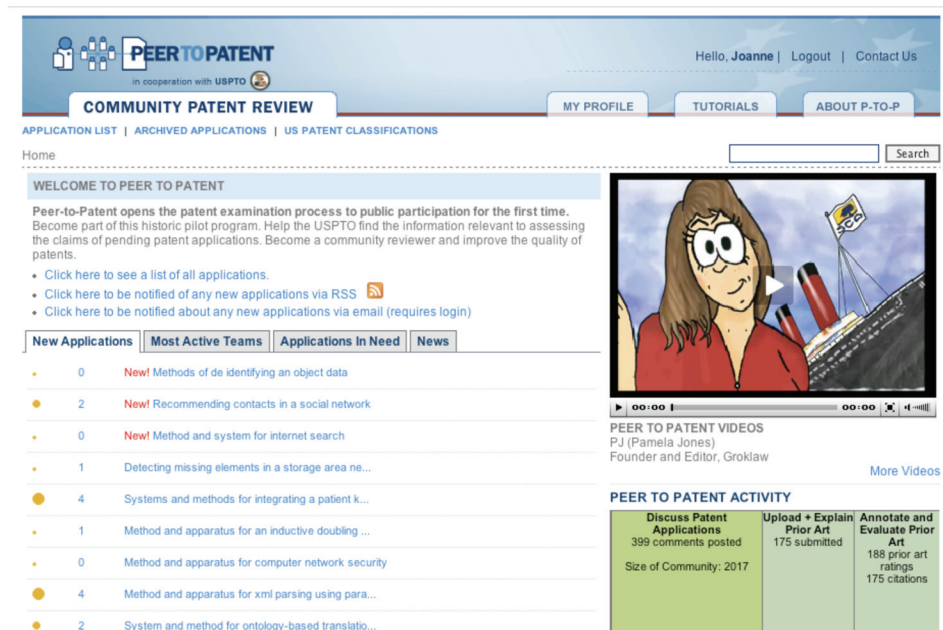 PEERTOPATENT
in cooperation with USPTO
Hello, Joanne | Logout | Contact Us
COMMUNITY PATENT REVIEW
MY PROFILE
TUTORIALS
ABOUT P-TO-P
APPLICATION LIST | ARCHIVED APPLICATIONS | US PATENT CLASSIFICATIONS
Home
Search
WELCOME TO PEER TO PATENT
Peer-to-Patent opens the patent examination process to public participation for the first time.
Become part of this historic pilot program. Help the USPTO find the information relevant to assessing
the claims of pending patent applications. Become a community reviewer and improve the quality of
patents.
Click here to see a list of all applications.
Click here to be notified of any new applications via RSS
Click here to be notified about any new applications via email (requires login)
New Applications
Most Active Teams
Applications In Need
News
0 New! Methods of de identifying an object data
2 New! Recommending contacts in a social network
0 New! Method and system for internet search
1 Detecting missing elements in a storage area ne...
4 Systems and methods for integrating a patient k...
1 Method and apparatus for an inductive doubling ...
0 Method and apparatus for computer network security
4 Method and apparatus for xml parsing using para...
2 System and method for ontology-based translatio...
00:00
00:00
PEER TO PATENT VIDEOS
PJ (Pamela Jones)
Founder and Editor, Groklaw
More Videos
PEER TO PATENT ACTIVITY
Discuss Patent
Applications
399 comments posted
Size of Community: 2017
Upload + Explain
Prior Art
175 submitted
Annotate and
Evaluate Prior
Art
188 prior art
ratings
175 citations